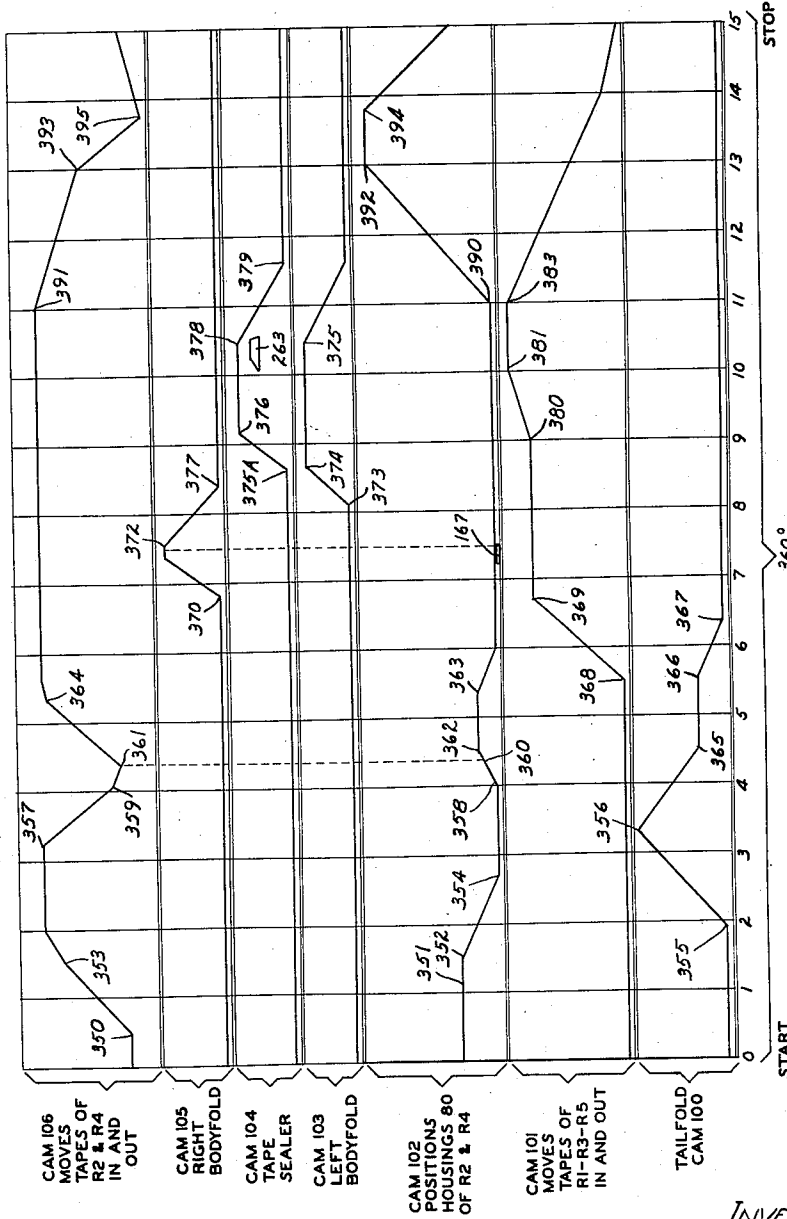 CAM 106
MOVES
TAPES OF
R2 & R4
IN AND
OUT
350
353
357
359
361
364
391
393
395
CAM 105
RIGHT
BODYFOLD
370
372
377
CAM 104
TAPE
SEALER
375A
376
378
263
379
CAM 103
LEFT
BODYFOLD
373
374
375
CAM 102
POSITIONS
HOUSINGS 80
OF R2 & R4
351
352
354
358
360
362
363
167
390
392
394
CAM 101
MOVES
TAPES OF
R1-R3-R5
IN AND OUT
368
369
380
381
383
TAILFOLD
CAM 100
355
356
365
366
367
0 1 2 3 4 5 6 7 8 9 10 11 12 13 14 15
START
360°
STOP